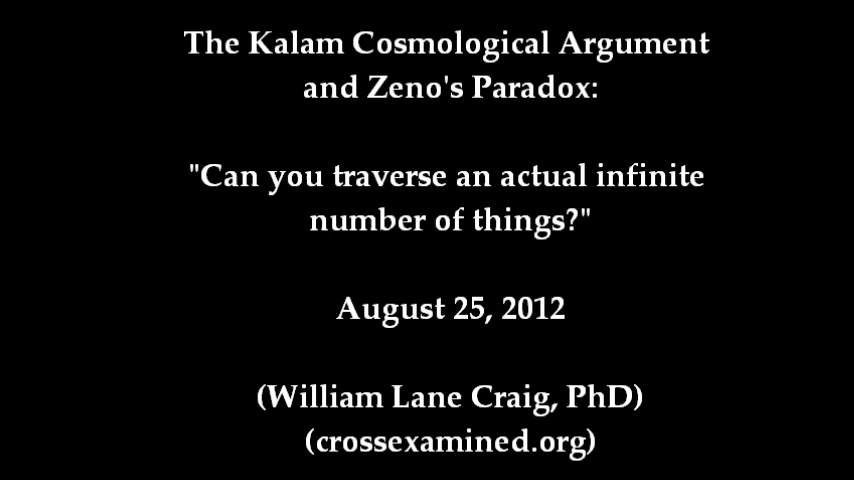 The Kalam Cosmological Argument
and Zeno's Paradox:
"Can you traverse an actual infinite
number of things?"
August 25, 2012
(William Lane Craig, PhD)
(crossexamined.org)